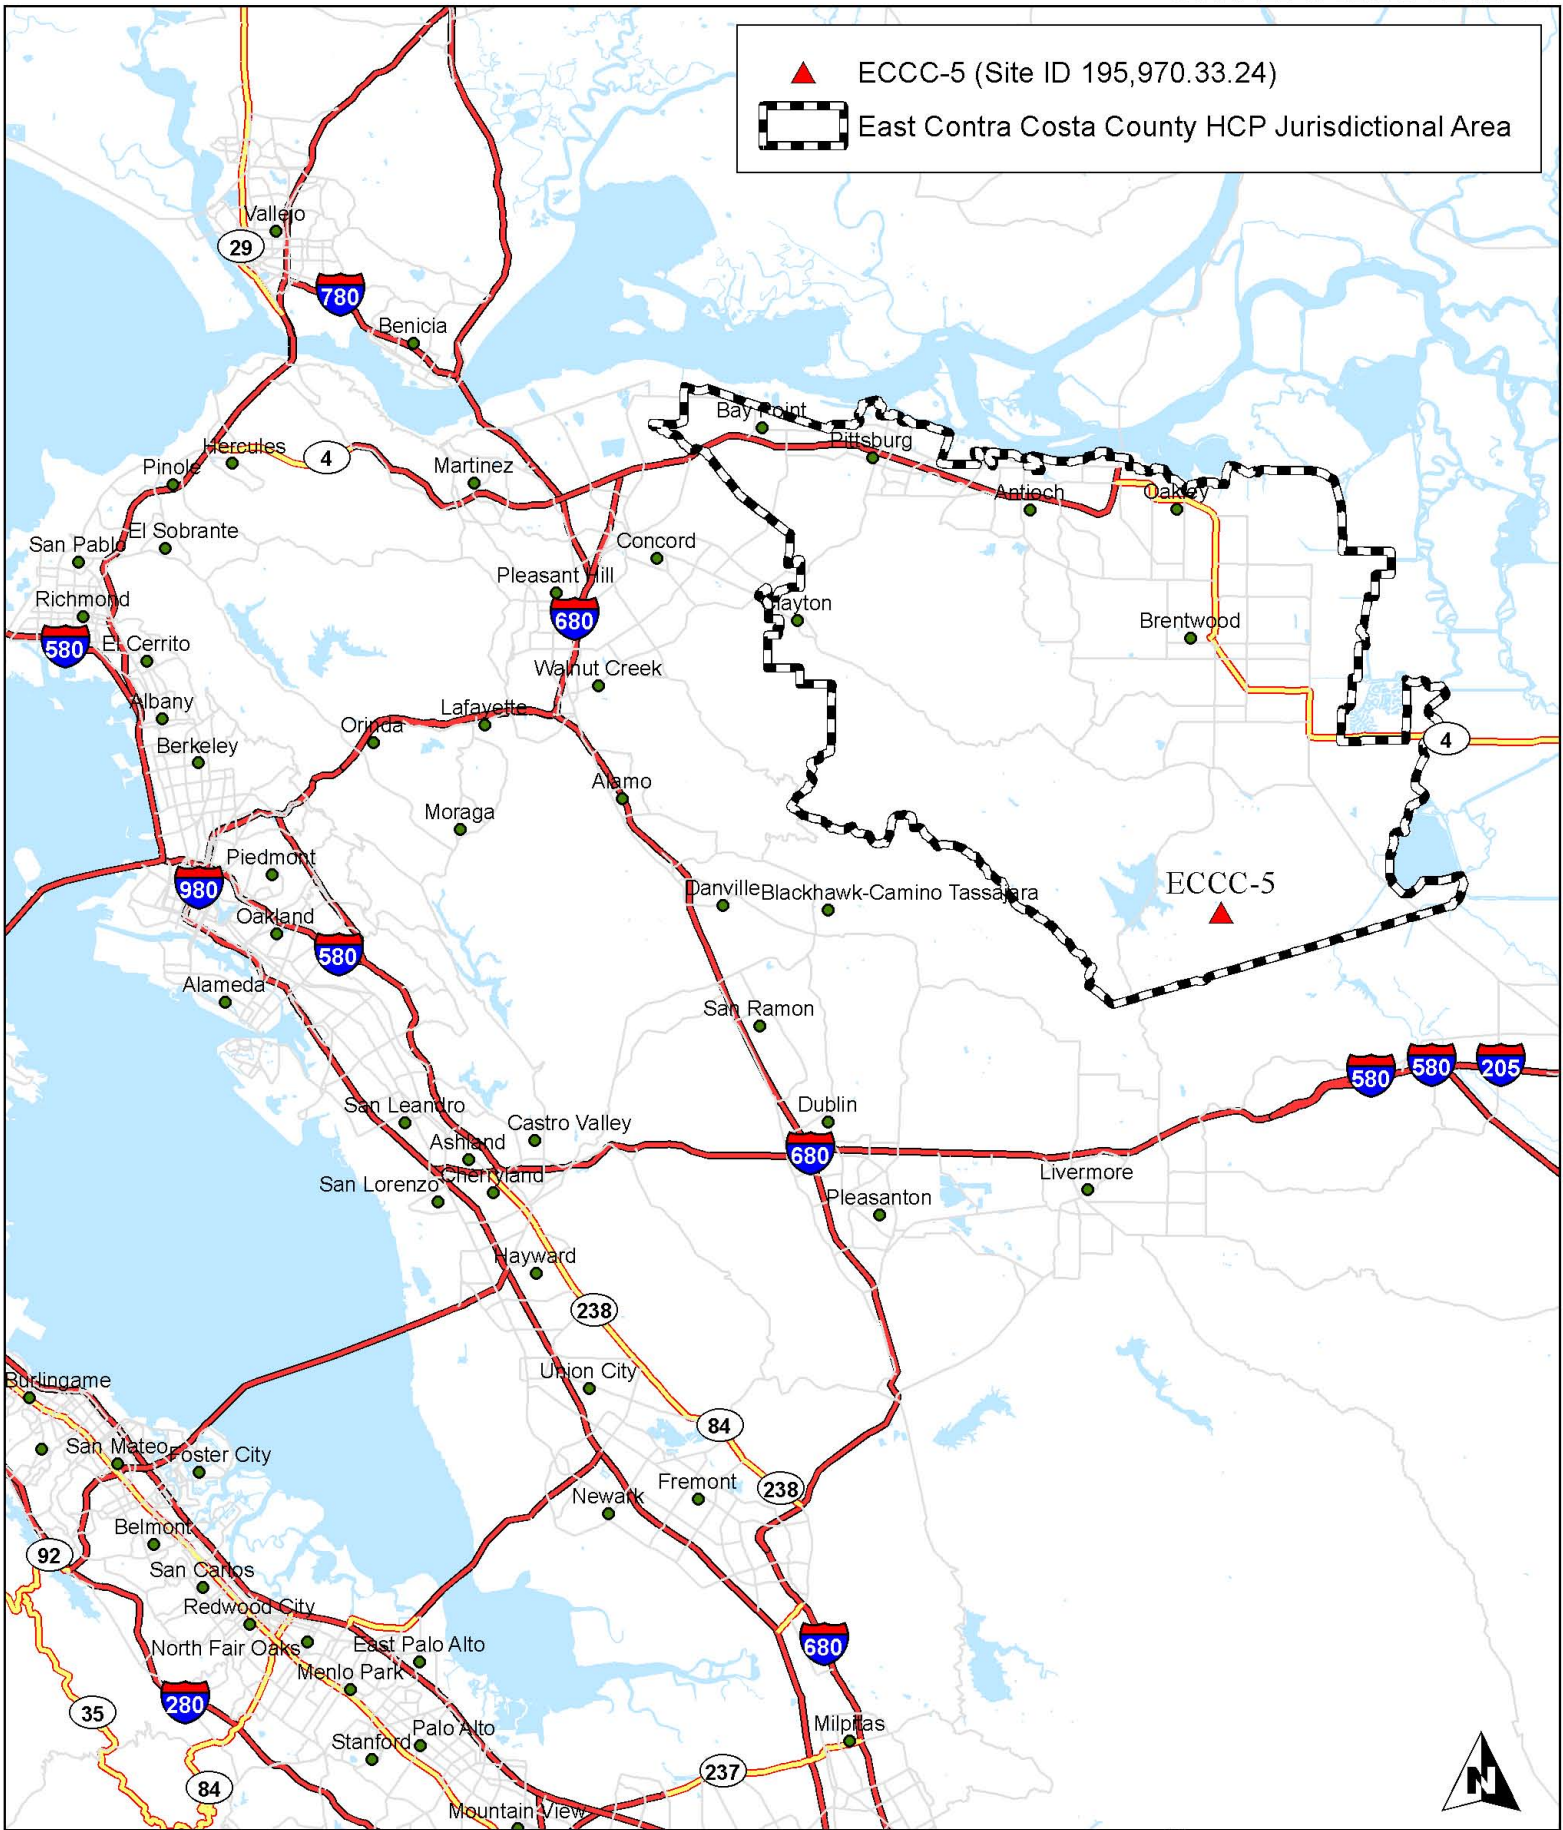 ECCC-5 (Site ID 195,970.33.24)
East Contra Costa County HCP Jurisdictional Area
Vallejo
29
780
Benicia
Bay Point
Pittsburg
Hercules
4
Martinez
Pinole
Antioch
Oakley
El Sobrante
San Pablo
Concord
Pleasant Hill
Richmond
680
Clayton
Brentwood
580
El Cerrito
Walnut Creek
Albany
Lafayette
Orinda
4
Berkeley
Alamo
Moraga
Piedmont
980
Danville
Blackhawk-Camino Tassajara
ECCC-5
Oakland
580
Alameda
San Ramon
580
580
205
San Leandro
Dublin
Castro Valley
Ashland
680
Cherryland
San Lorenzo
Livermore
Pleasanton
Hayward
238
Union City
Burlingame
84
San Mateo
Foster City
Fremont
238
Newark
Belmont
92
San Carlos
Redwood City
North Fair Oaks
East Palo Alto
680
Menlo Park
280
35
Milpitas
Palo Alto
Stanford
237
84
Mountain View
N